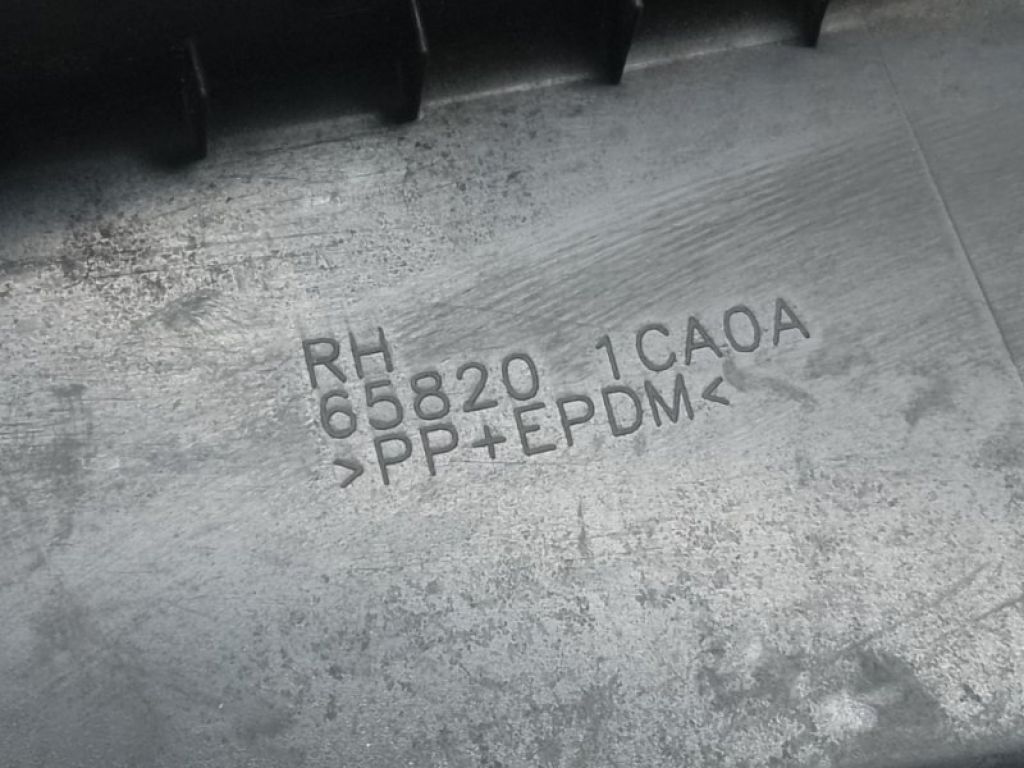 RH
65820 1CA0A
>PP+EPDM<